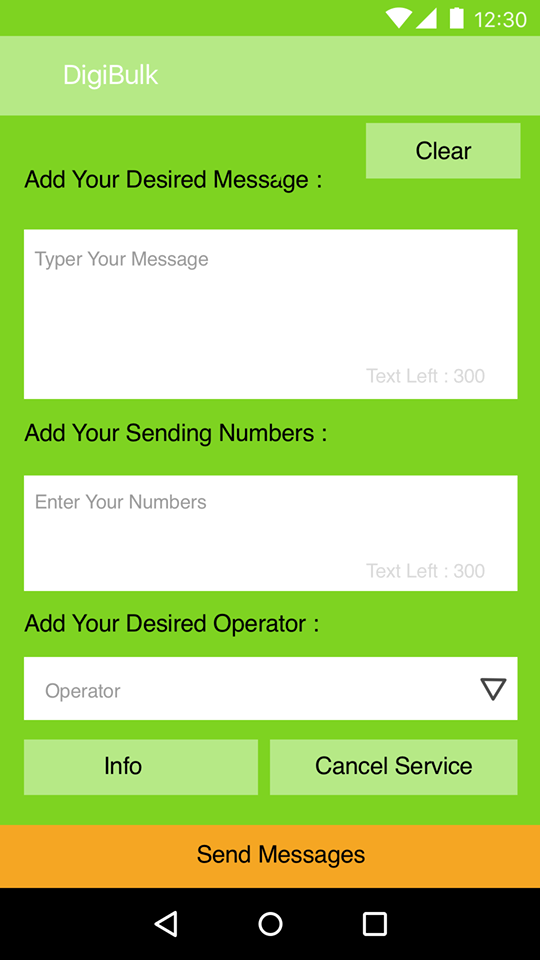 12:30
DigiBulk
Clear
Add Your Desired Message :
Typer Your Message
Text Left : 300
Add Your Sending Numbers :
Enter Your Numbers
Text Left : 300
Add Your Desired Operator :
Operator
Info
Cancel Service
Send Messages